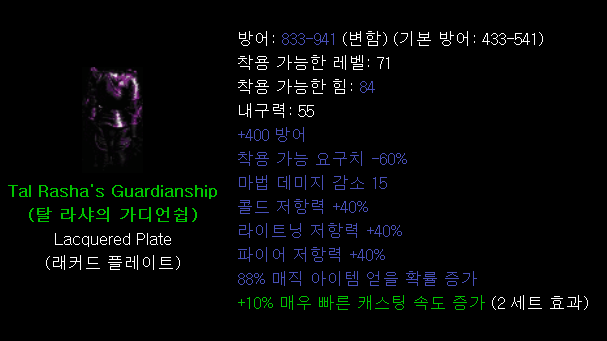 Tal Rasha's Guardianship
(탈 라샤의 가디언쉽)
Lacquered Plate
(래커드 플레이트)
방어: 833-941 (변함) (기본 방어: 433-541)
착용 가능한 레벨: 71
착용 가능한 힘: 84
내구력: 55
+400 방어
착용 가능 요구치 -60%
마법 데미지 감소 15
콜드 저항력 +40%
라이트닝 저항력 +40%
파이어 저항력 +40%
88% 매직 아이템 얻을 확률 증가
+10% 매우 빠른 캐스팅 속도 증가 (2 세트 효과)